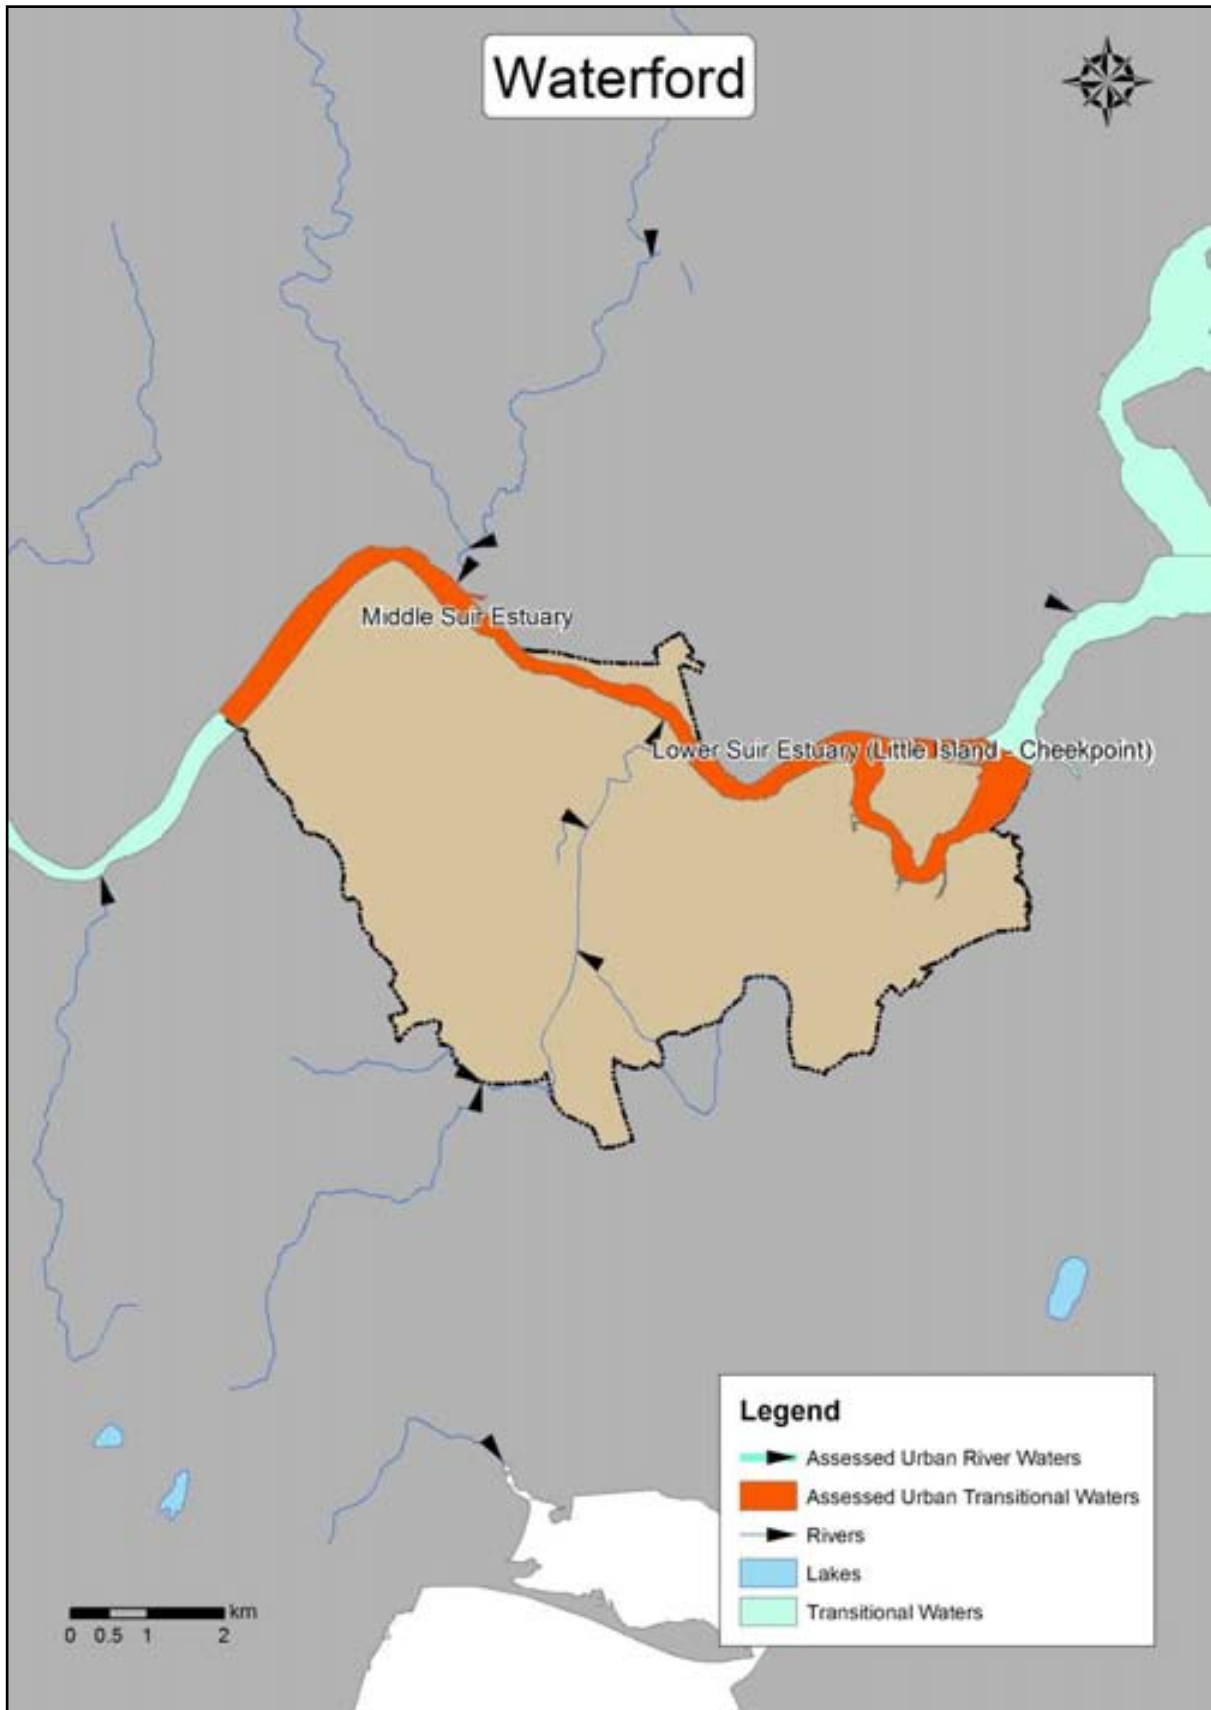 Waterford
Middle Suir Estuary
Lower Suir Estuary (Little Island - Cheekpoint)
Legend
Assessed Urban River Waters
Assessed Urban Transitional Waters
Rivers
Lakes
Transitional Waters
km
0 0.5 1 2